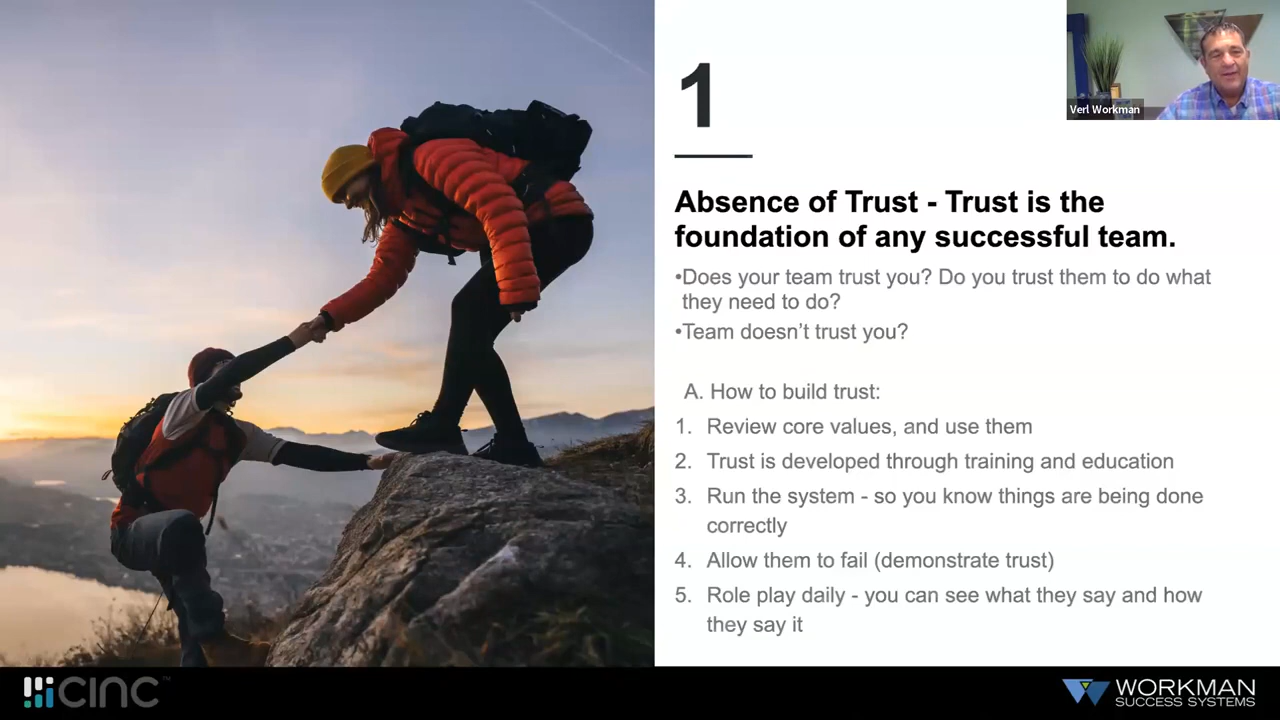 1
Verl Workman
Absence of Trust - Trust is the
foundation of any successful team.
•Does your team trust you? Do you trust them to do what
they need to do?
•Team doesn’t trust you?
A. How to build trust:
1. Review core values, and use them
2. Trust is developed through training and education
3. Run the system - so you know things are being done
correctly
4. Allow them to fail (demonstrate trust)
5. Role play daily - you can see what they say and how
they say it
CINC™
WORKMAN
SUCCESS SYSTEMS